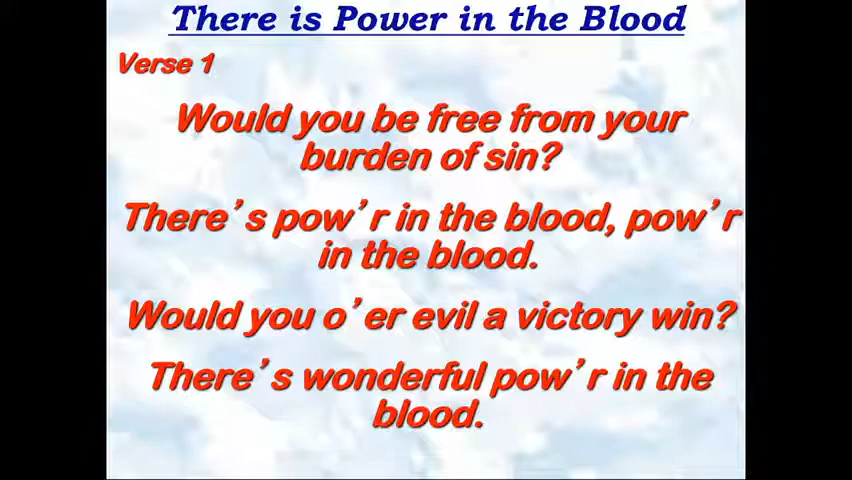 There is Power in the Blood
Verse 1
Would you be free from your
burden of sin?
There’s pow’r in the blood, pow’r
in the blood.
Would you o’er evil a victory win?
There’s wonderful pow’r in the
blood.